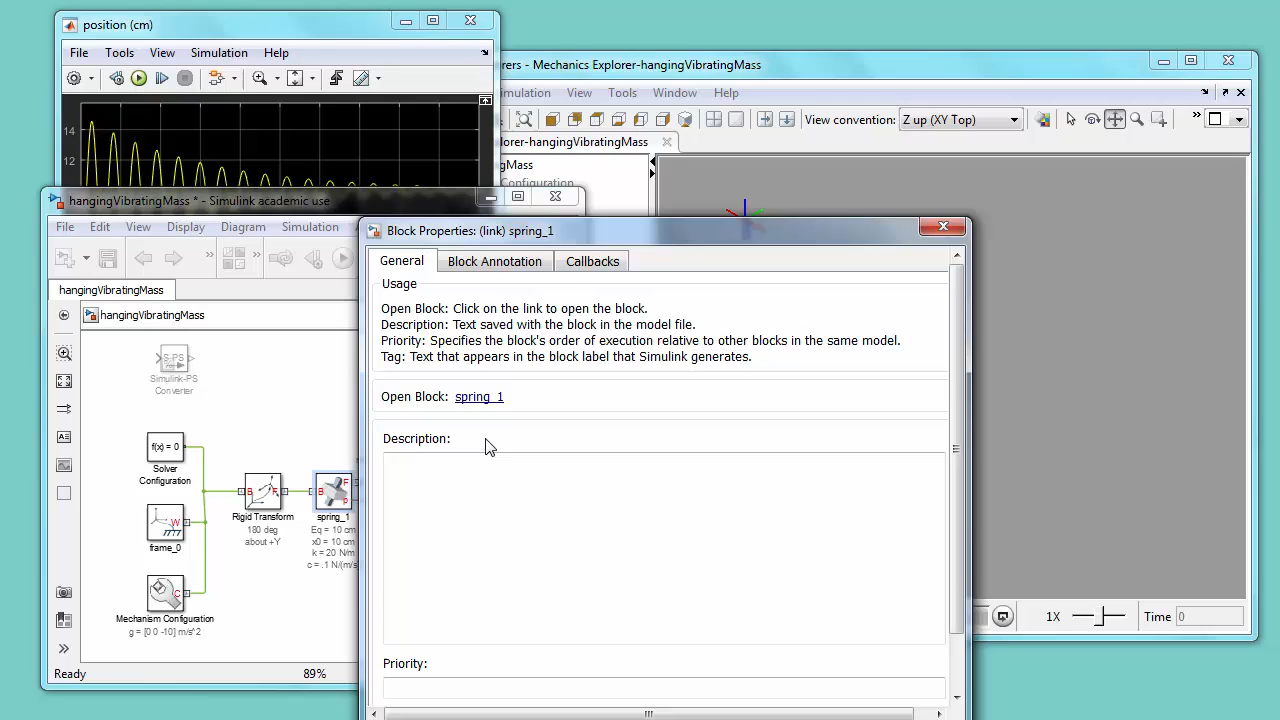 position (cm)
File Tools View Simulation Help
14
12
rers - Mechanics Explorer-hangingVibratingMass
imulation View Tools Window Help
View convention: Z up (XY Top)
plorer-hangingVibratingMass
Mass
Configuration
hangingVibratingMass * - Simulink academic use
File Edit View Display Diagram Simulation
hangingVibratingMass
hangingVibratingMass
S-PS
Simulink-PS
Converter
f(x) = 0
Solver
Configuration
B F
Rigid Transform
180 deg
about +Y
B F P
spring_1
Eq = 10 cm
x0 = 10 cm
k = 20 N/m
c = .1 N/(m/s
W
frame_0
C
Mechanism Configuration
g = [0 0 -10] m/s^2
Ready 89%
Block Properties: (link) spring_1
General Block Annotation Callbacks
Usage
Open Block: Click on the link to open the block.
Description: Text saved with the block in the model file.
Priority: Specifies the block's order of execution relative to other blocks in the same model.
Tag: Text that appears in the block label that Simulink generates.
Open Block: spring_1
Description:
Priority:
1X Time 0